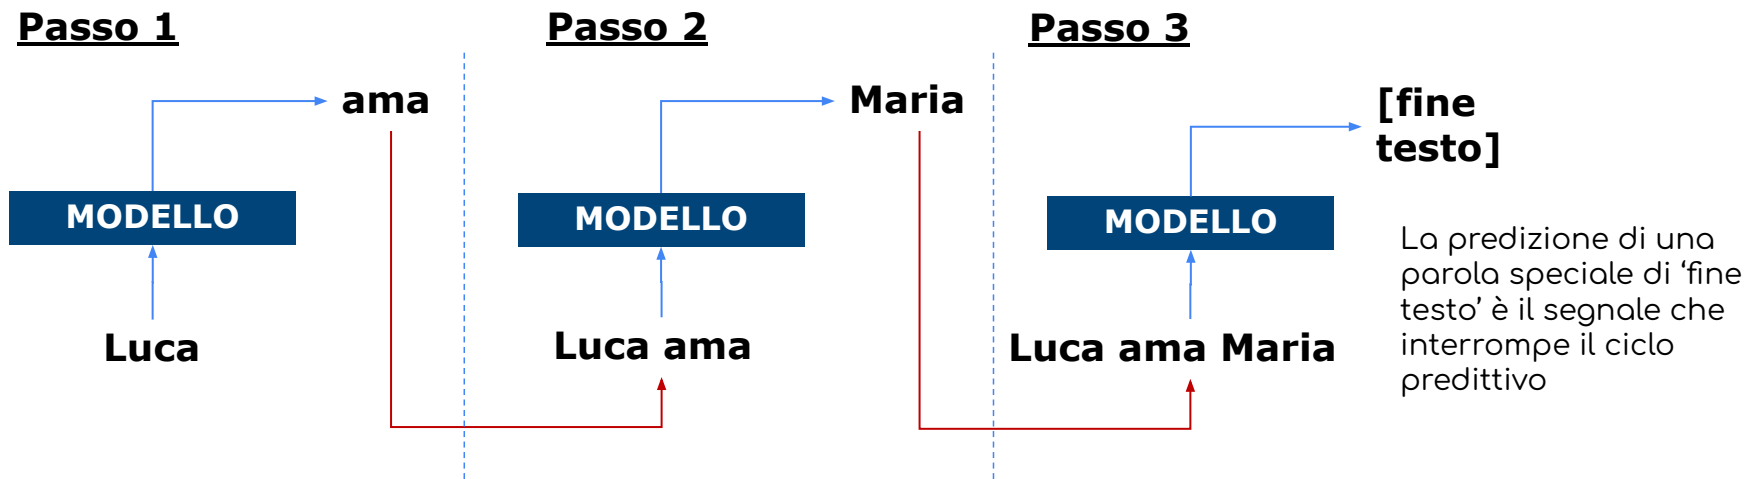 Passo 1
ama
MODELLO
Luca
Passo 2
Maria
MODELLO
Luca ama
Passo 3
[fine
testo]
MODELLO
Luca ama Maria
La predizione di una
parola speciale di ‘fine
testo’ è il segnale che
interrompe il ciclo
predittivo